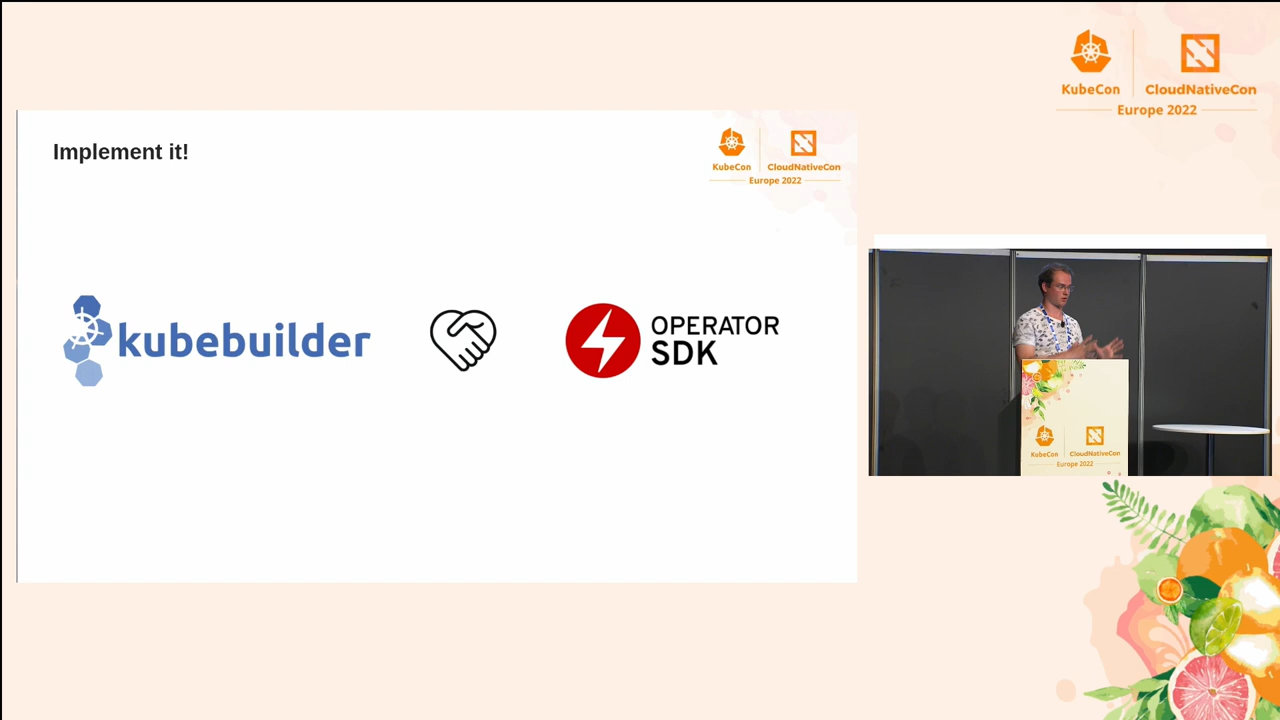 KubeCon
CloudNativeCon
Europe 2022
Implement it!
KubeCon
CloudNativeCon
Europe 2022
kubebuilder
OPERATOR
SDK
KubeCon
CloudNativeCon
Europe 2022